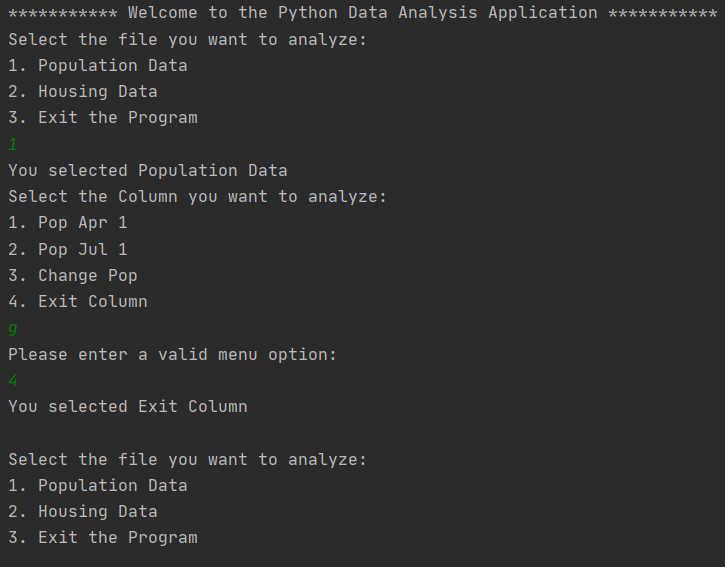 *********** Welcome to the Python Data Analysis Application ***********
Select the file you want to analyze:
1. Population Data
2. Housing Data
3. Exit the Program
1
You selected Population Data
Select the Column you want to analyze:
1. Pop Apr 1
2. Pop Jul 1
3. Change Pop
4. Exit Column
g
Please enter a valid menu option:
4
You selected Exit Column
Select the file you want to analyze:
1. Population Data
2. Housing Data
3. Exit the Program